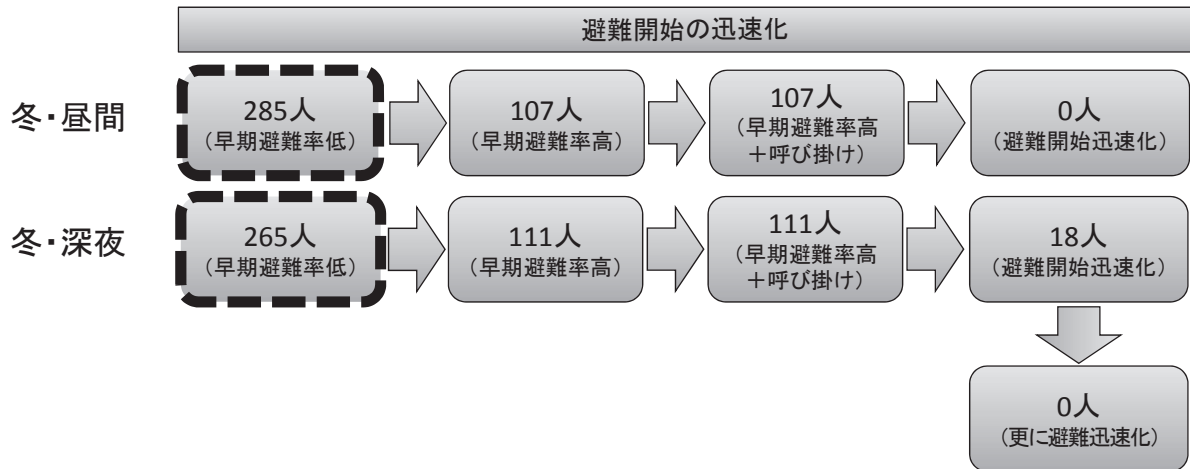 避難開始の迅速化
冬・昼間
285人
(早期避難率低)
107人
(早期避難率高)
107人
(早期避難率高
+呼び掛け)
0人
(避難開始迅速化)
冬・深夜
265人
(早期避難率低)
111人
(早期避難率高)
111人
(早期避難率高
+呼び掛け)
18人
(避難開始迅速化)
0人
(更に避難迅速化)